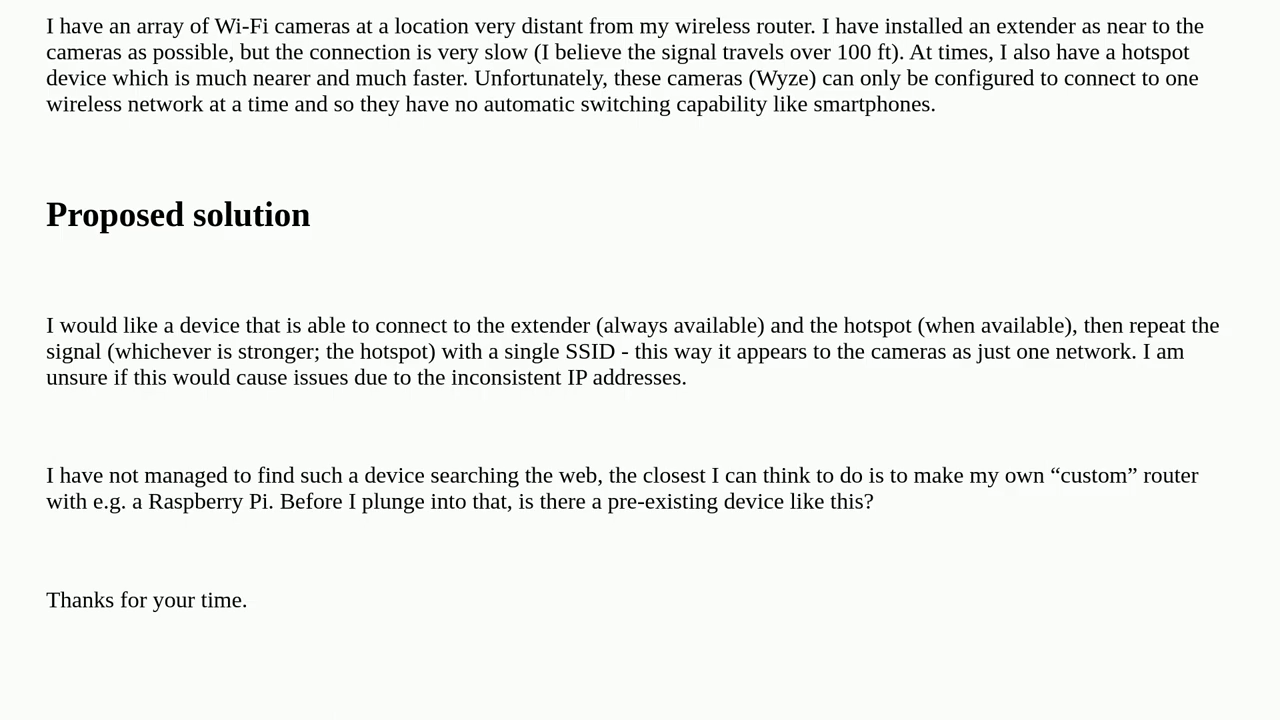 I have an array of Wi-Fi cameras at a location very distant from my wireless router. I have installed an extender as near to the
cameras as possible, but the connection is very slow (I believe the signal travels over 100 ft). At times, I also have a hotspot
device which is much nearer and much faster. Unfortunately, these cameras (Wyze) can only be configured to connect to one
wireless network at a time and so they have no automatic switching capability like smartphones.
Proposed solution
I would like a device that is able to connect to the extender (always available) and the hotspot (when available), then repeat the
signal (whichever is stronger; the hotspot) with a single SSID - this way it appears to the cameras as just one network. I am
unsure if this would cause issues due to the inconsistent IP addresses.
I have not managed to find such a device searching the web, the closest I can think to do is to make my own “custom” router
with e.g. a Raspberry Pi. Before I plunge into that, is there a pre-existing device like this?
Thanks for your time.